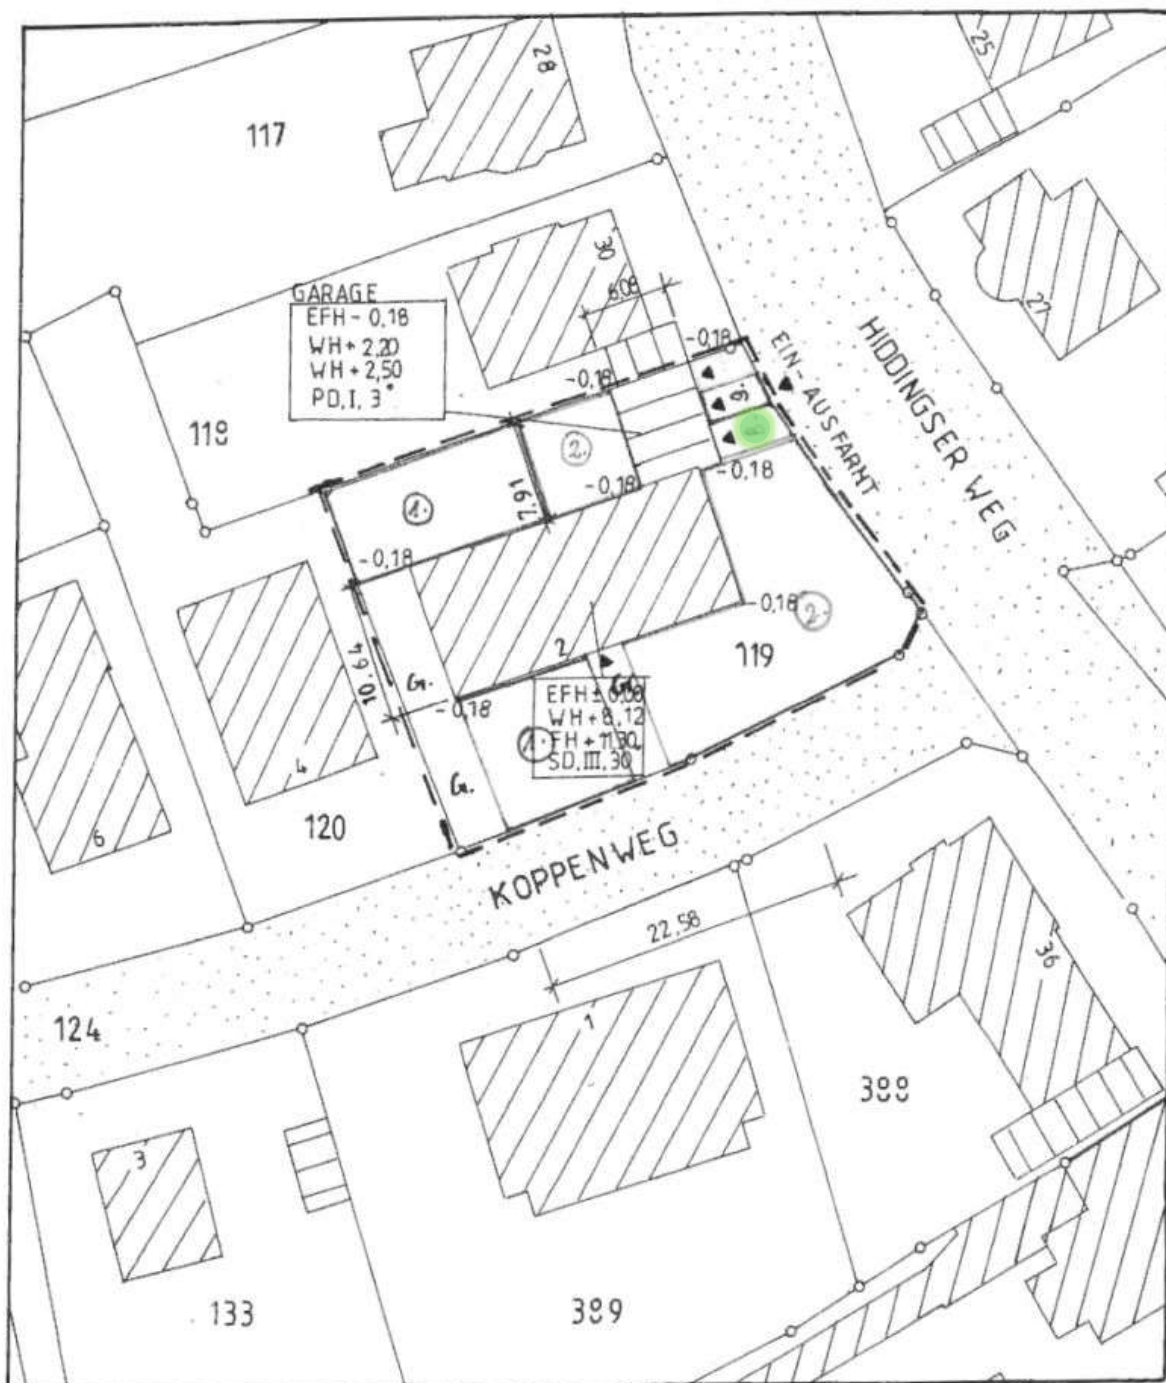 28
25
117
30
6,08
GARAGE
EFH - 0,18
WH + 2,20
WH + 2,50
PD. I. 3°
-0,18
-0,18
EIN - AUSFAHRT
HIDDINGSER WEG
27
118
9.
8
2.
-0,18
-0,18
1.
7.91
-0,18
-0,18
2.
119
2
10.64
G.
-0,18
G.
EFH ± 0,00
WH + 8,12
FH + 11,30
SD. III. 30°
1.
G.
4
6
120
KOPPENWEG
22,58
36
124
1
388
3
133
389